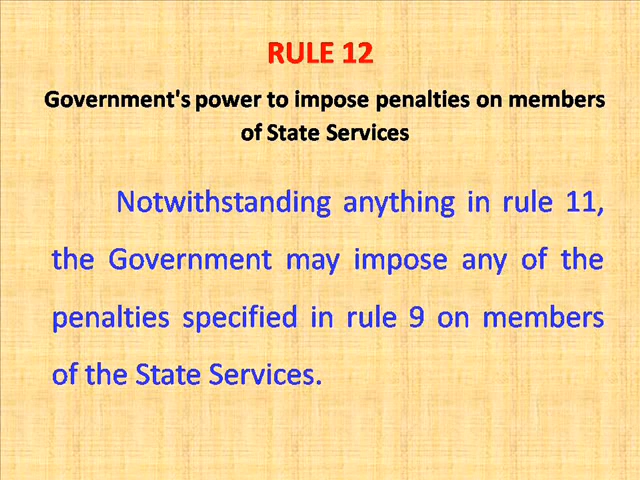 RULE 12
Government's power to impose penalties on members
of State Services
Notwithstanding anything in rule 11,
the Government may impose any of the
penalties specified in rule 9 on members
of the State Services.